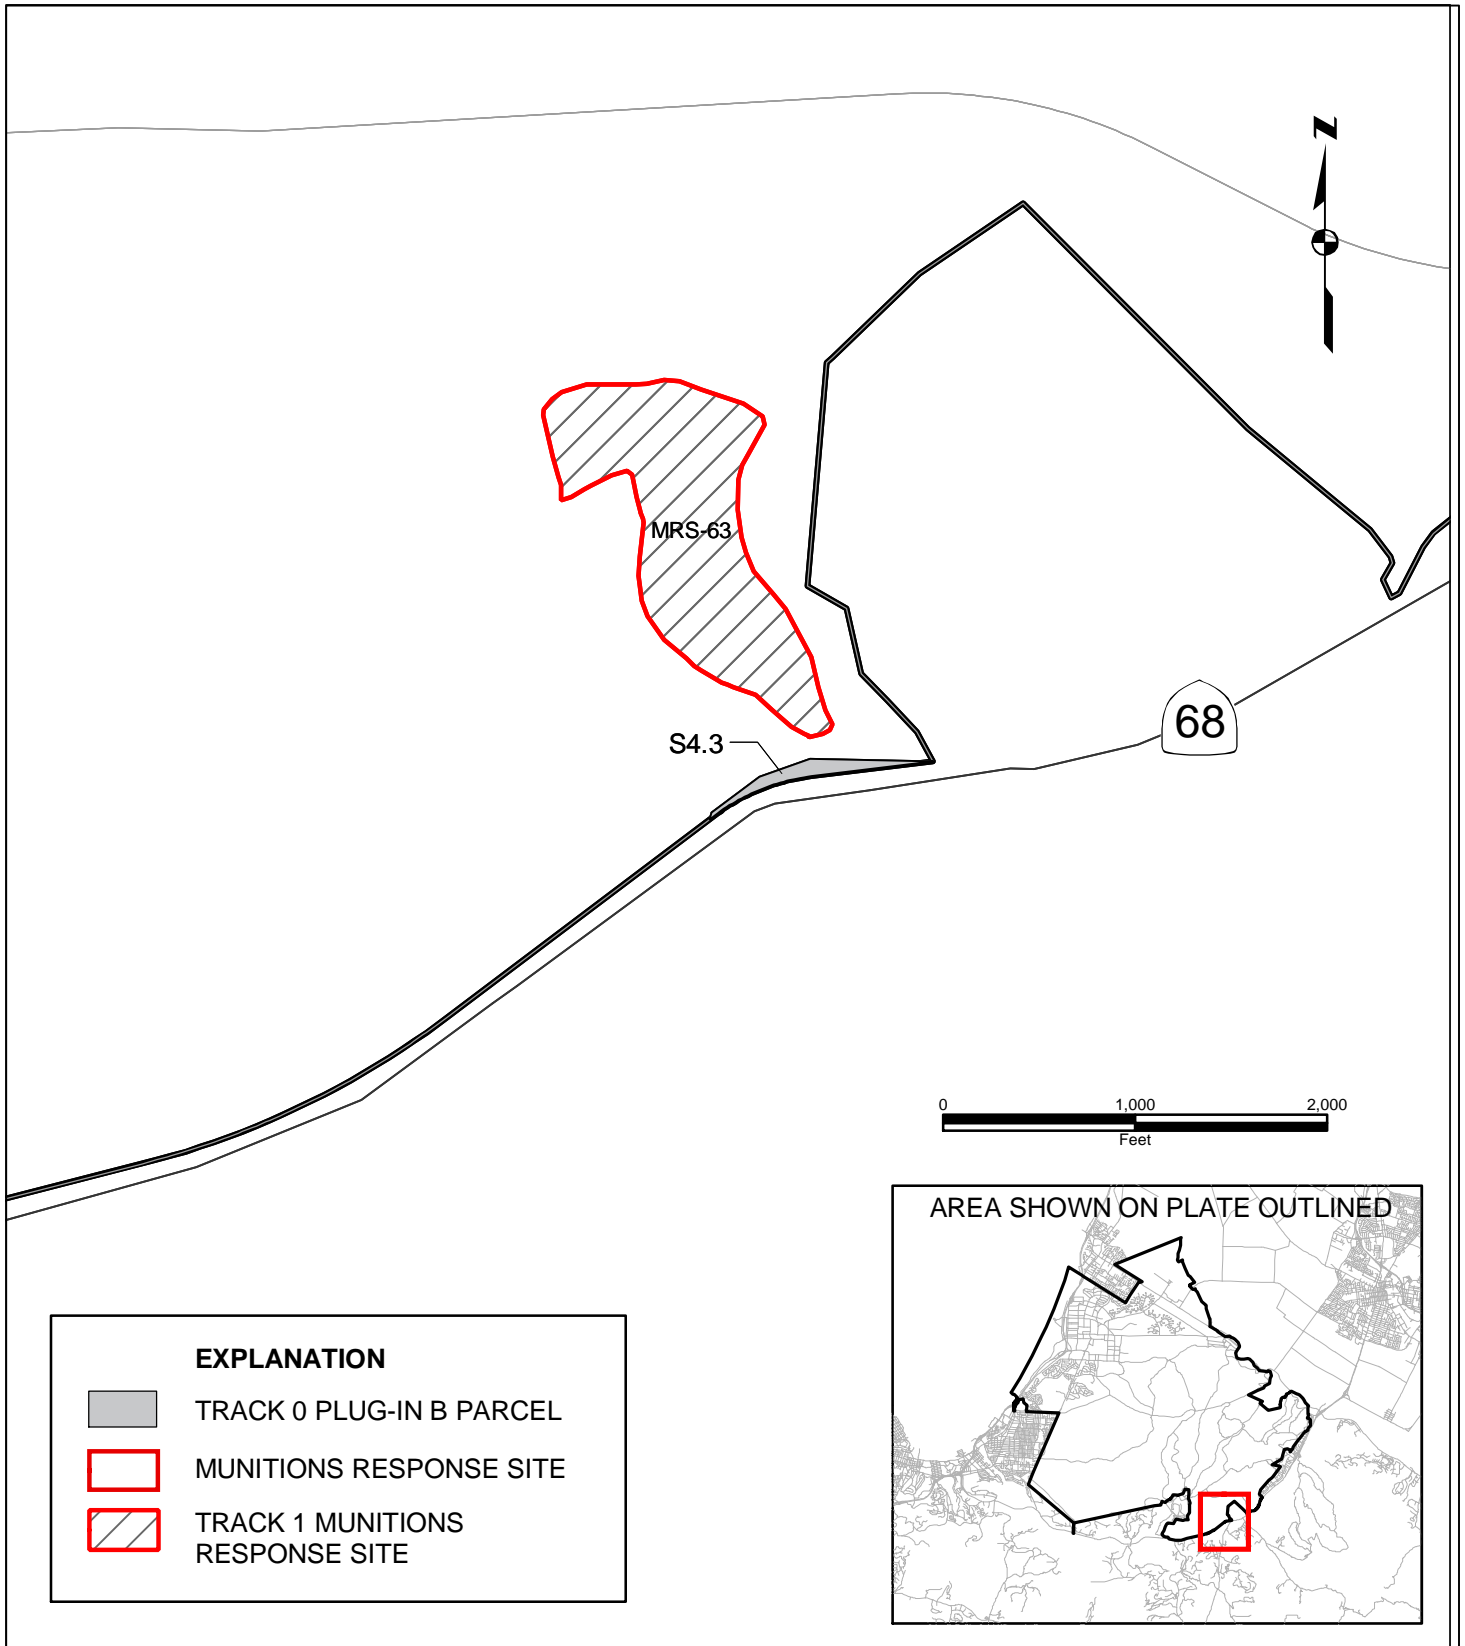 N
MRS-63
S4.3
68
0 1,000 2,000
Feet
AREA SHOWN ON PLATE OUTLINED
EXPLANATION
TRACK 0 PLUG-IN B PARCEL
MUNITIONS RESPONSE SITE
TRACK 1 MUNITIONS
RESPONSE SITE